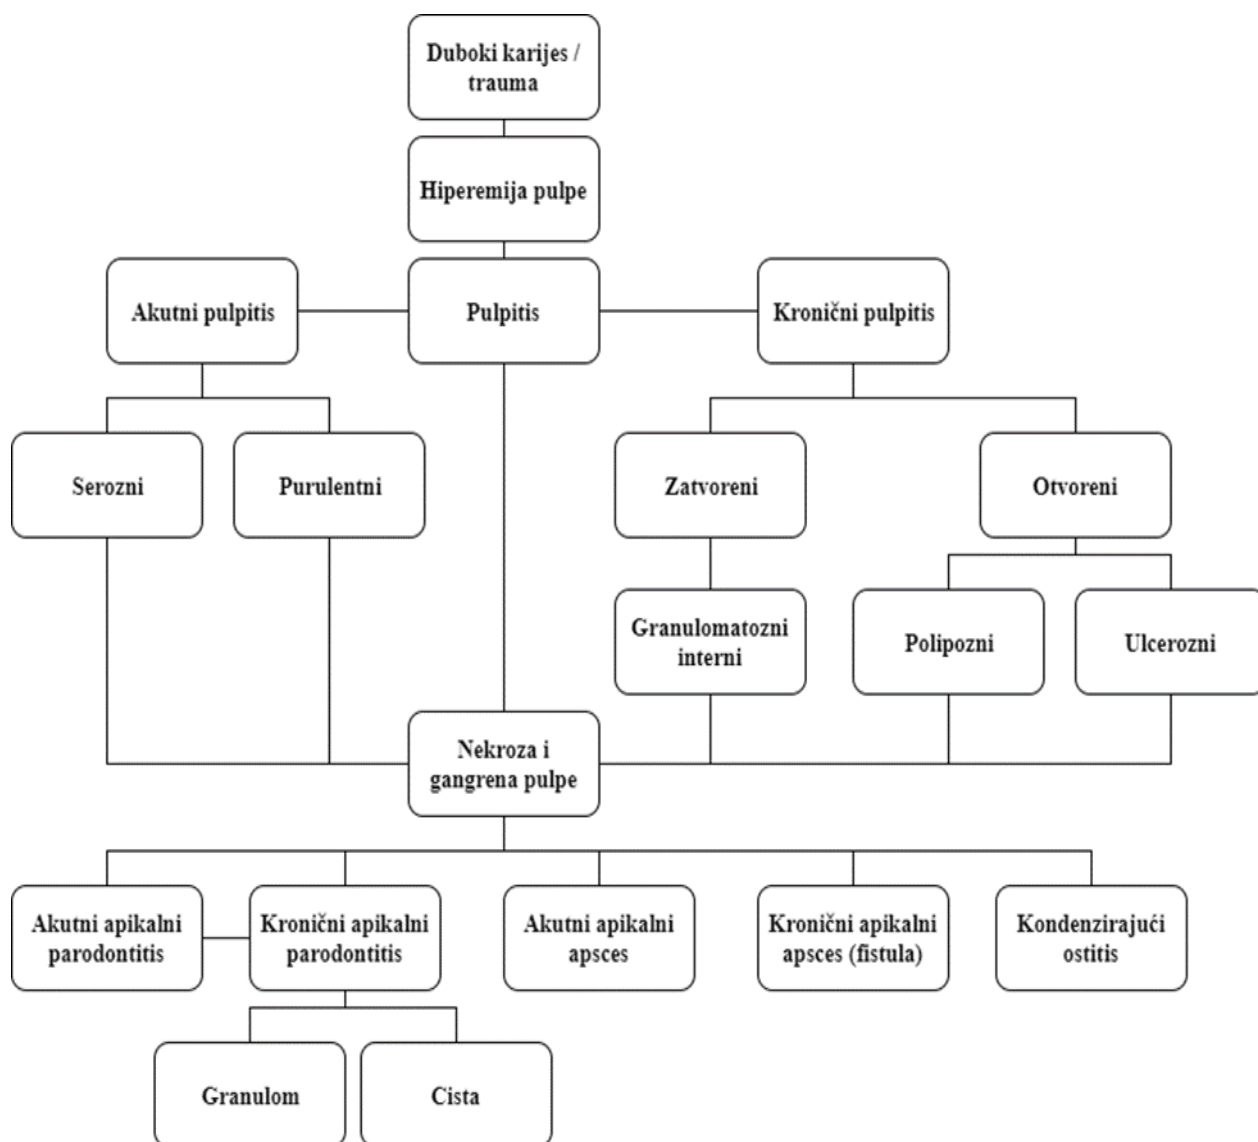 Duboki karijes /
trauma
Hiperemija pulpe
Akutni pulpitis
Pulpitis
Kronični pulpitis
Serozni
Purulentni
Zatvoreni
Otvoreni
Granulomatozni
interni
Polipozni
Ulcerozni
Nekroza i
gangrena pulpe
Akutni apikalni
parodontitis
Kronični apikalni
parodontitis
Akutni apikalni
apsces
Kronični apikalni
apsces (fistula)
Kondenzirajući
ostitis
Granulom
Cista